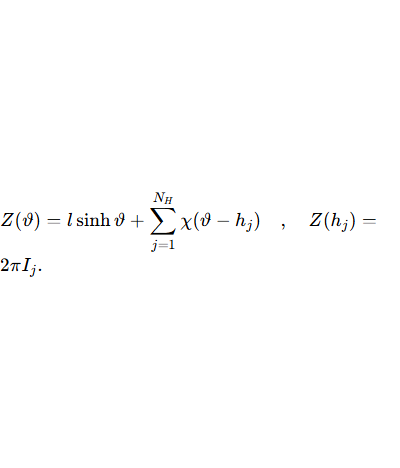 Z(ϑ) = l sinh ϑ + ∑_{j=1}^{N_H} χ(ϑ − h_j) , Z(h_j) =
2πI_j.